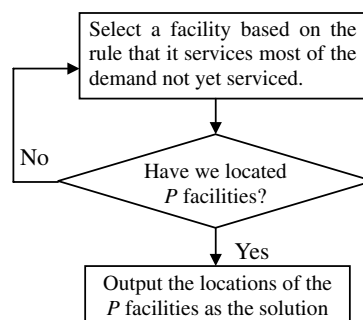 Select a facility based on the
rule that it services most of the
demand not yet serviced.
No
Have we located
P facilities?
Yes
Output the locations of the
P facilities as the solution